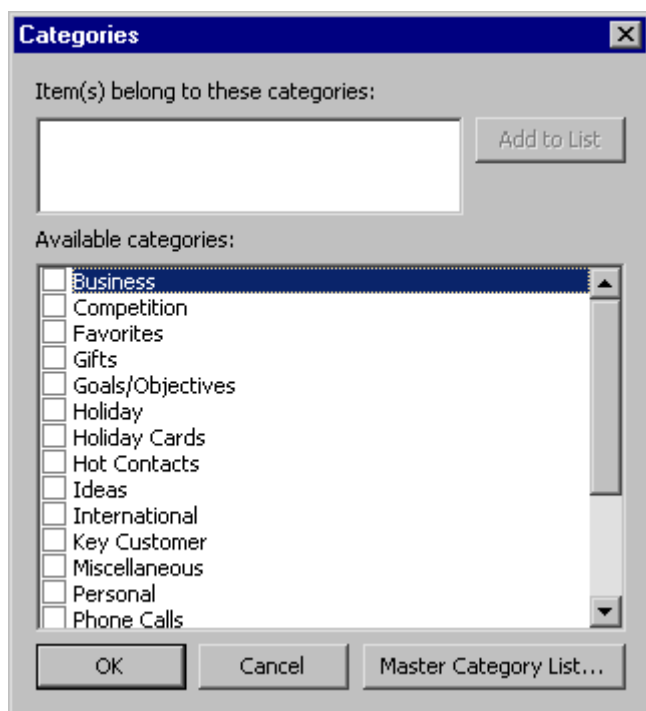 Categories
Item(s) belong to these categories:
Add to List
Available categories:
Business
Competition
Favorites
Gifts
Goals/Objectives
Holiday
Holiday Cards
Hot Contacts
Ideas
International
Key Customer
Miscellaneous
Personal
Phone Calls
OK Cancel Master Category List...